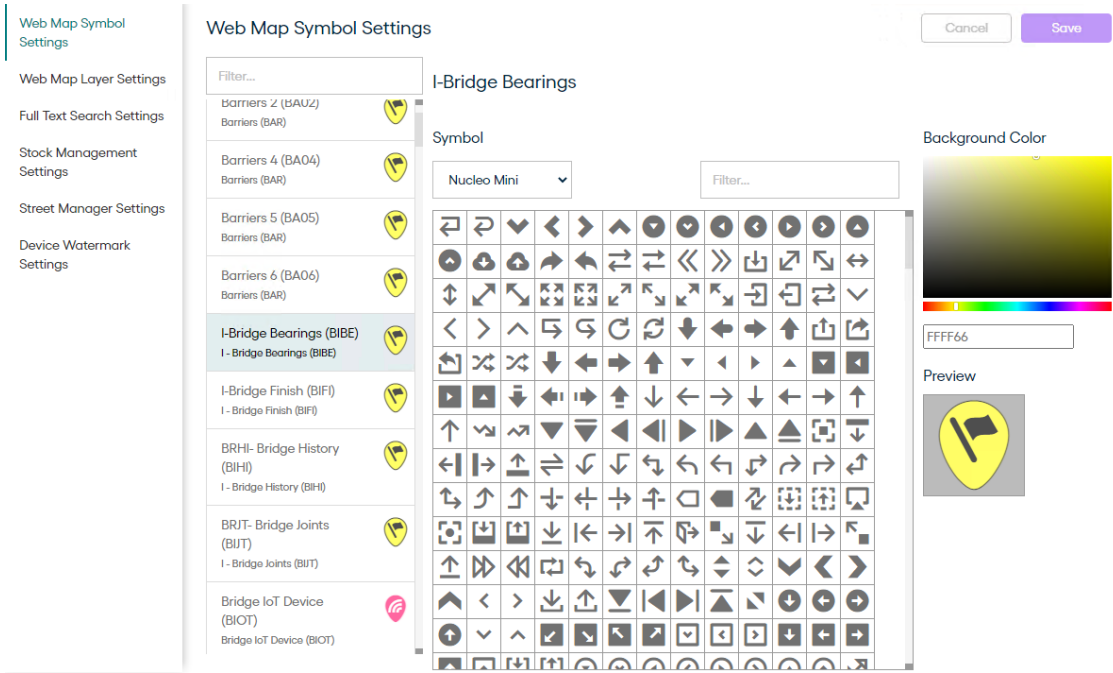 Web Map Symbol
Settings
Web Map Layer Settings
Full Text Search Settings
Stock Management
Settings
Street Manager Settings
Device Watermark
Settings
Web Map Symbol Settings
Cancel
Save
Filter...
Barriers 2 (BA02)
Barriers (BAR)
Barriers 4 (BA04)
Barriers (BAR)
Barriers 5 (BA05)
Barriers (BAR)
Barriers 6 (BA06)
Barriers (BAR)
I-Bridge Bearings (BIBE)
I - Bridge Bearings (BIBE)
I-Bridge Finish (BIFI)
I - Bridge Finish (BIFI)
BRHI- Bridge History
(BIHI)
I - Bridge History (BIHI)
BRJT- Bridge Joints
(BIJT)
I - Bridge Joints (BIJT)
Bridge IoT Device
(BIOT)
Bridge IoT Device (BIOT)
I-Bridge Bearings
Symbol
Nucleo Mini
Filter...
Background Color
FFFF66
Preview